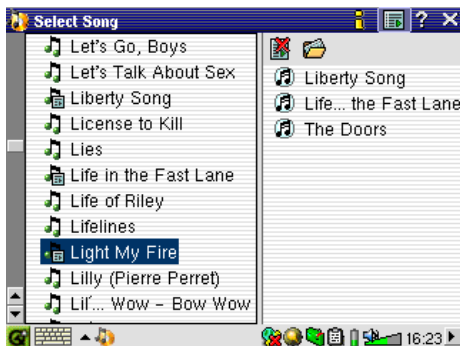 Select Song
?
Let's Go, Boys
Let's Talk About Sex
Liberty Song
License to Kill
Lies
Life in the Fast Lane
Life of Riley
Lifelines
Light My Fire
Lilly (Pierre Perret)
Lil'... Wow - Bow Wow
Liberty Song
Life... the Fast Lane
The Doors
16:23